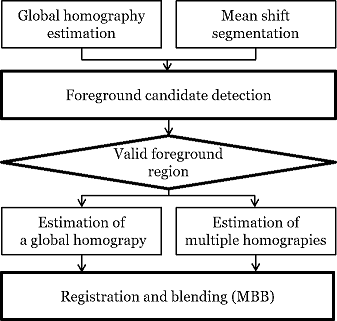 Global homography
estimation
Mean shift
segmentation
Foreground candidate detection
Valid foreground
region
Estimation of
a global homograpy
Estimation of
multiple homograpies
Registration and blending (MBB)